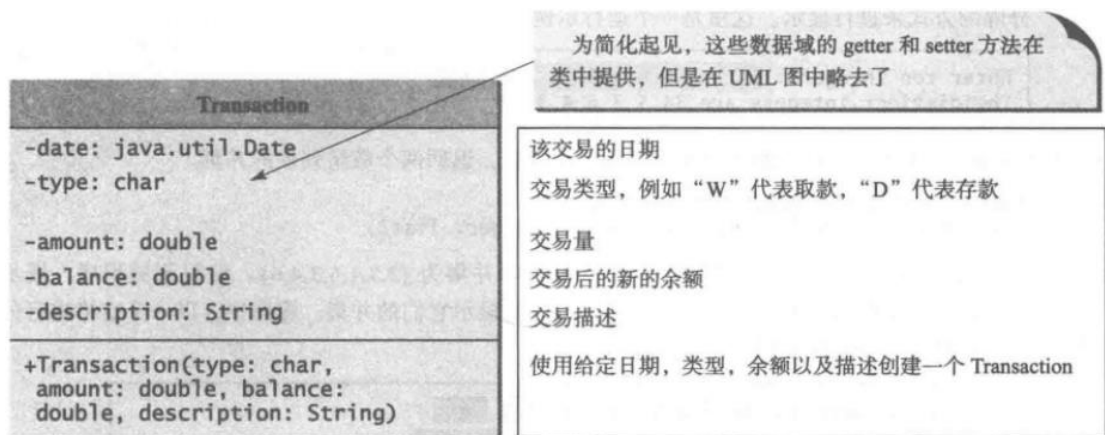 为简化起见，这些数据域的 getter 和 setter 方法在
类中提供，但是在 UML 图中略去了
Transaction
-date: java.util.Date
该交易的日期
-type: char
交易类型，例如“W”代表取款，“D”代表存款
-amount: double
交易量
-balance: double
交易后的新的余额
-description: String
交易描述
+Transaction(type: char,
amount: double, balance:
double, description: String)
使用给定日期，类型，余额以及描述创建一个 Transaction